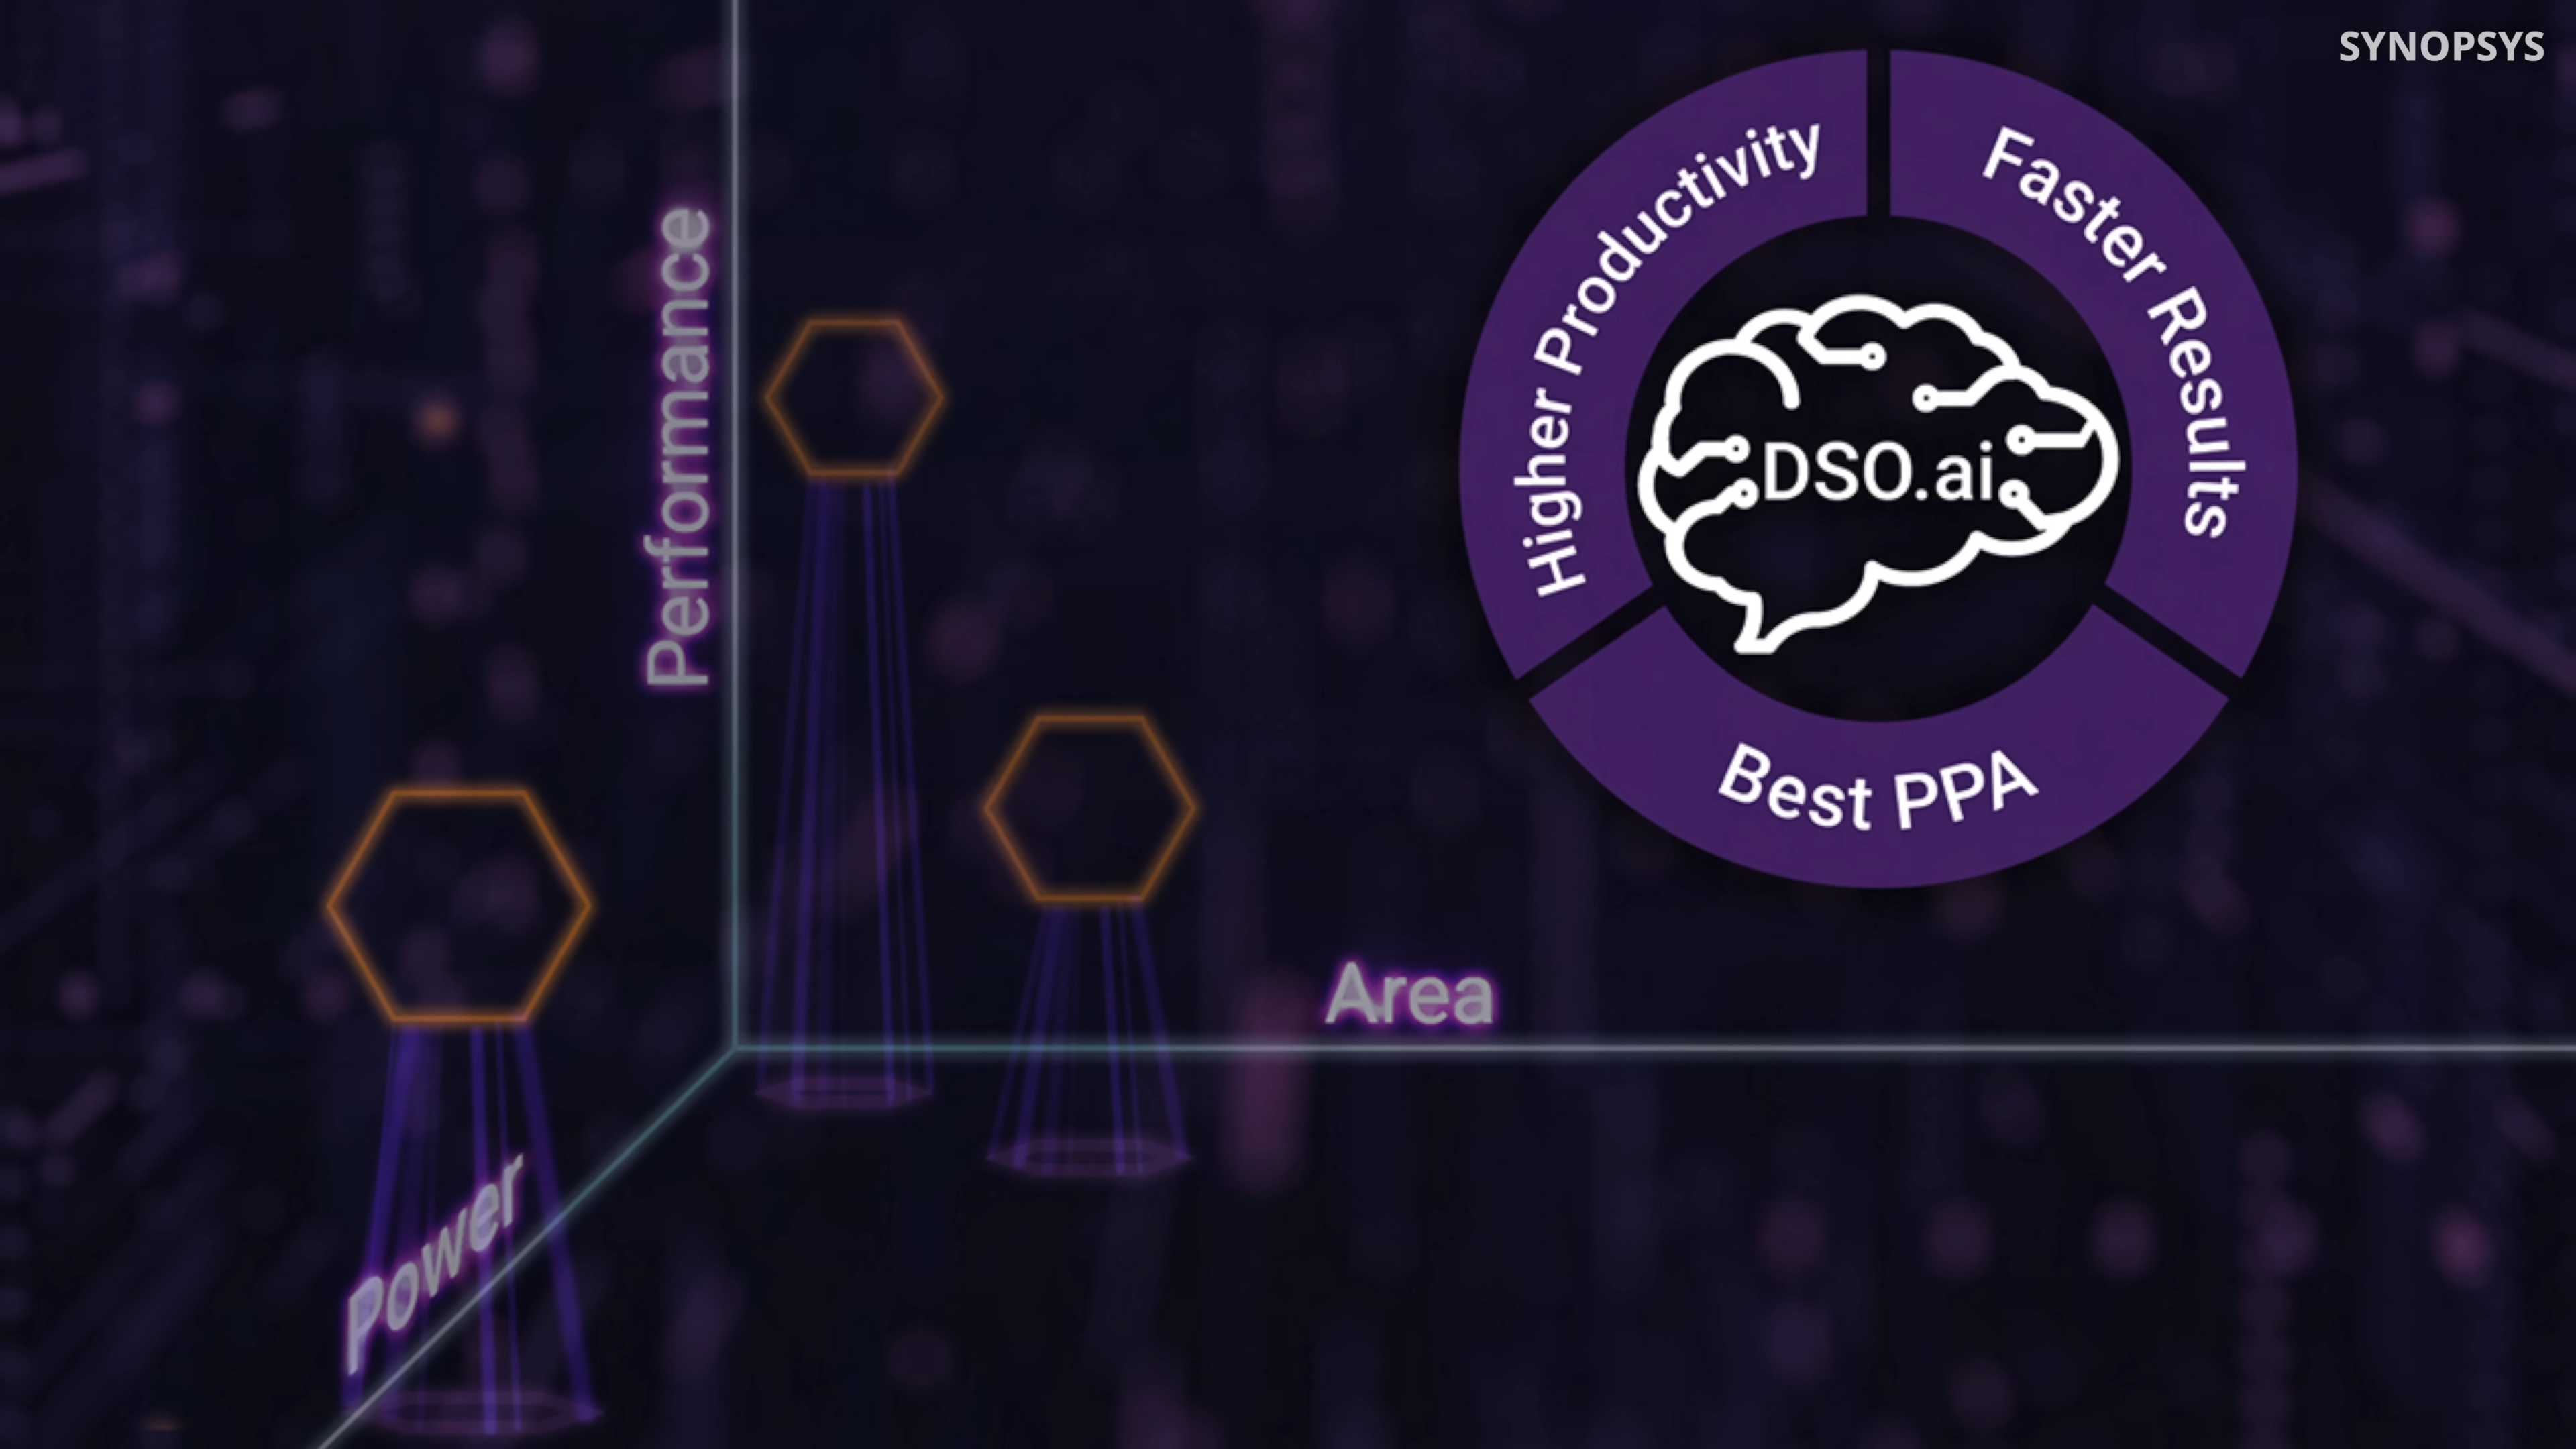 SYNOPSYS
Higher Productivity
Faster Results
DSO.ai
Best PPA
Performance
Area
Power